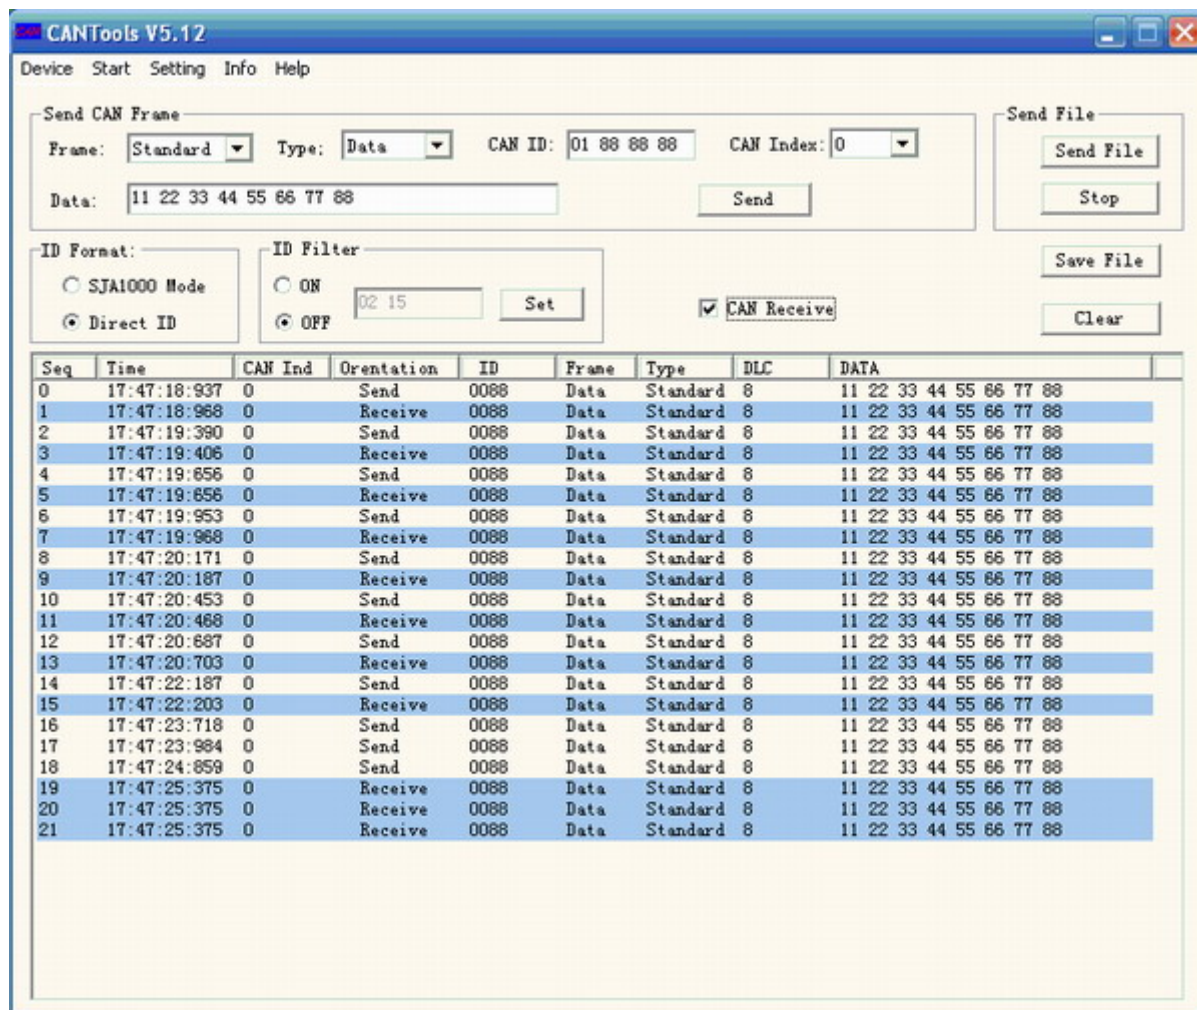 CANTools V5.12
Device Start Setting Info Help
Send CAN Frame
Send File
Frame: Standard Type: Data CAN ID: 01 88 88 88 CAN Index: 0
Send File
Data: 11 22 33 44 55 66 77 88 Send
Stop
ID Format: ID Filter
Save File
SJA1000 Mode ON
02 15 Set
CAN Receive
Direct ID OFF
Clear
Seq Time CAN Ind Orentation ID Frame Type DLC DATA
0 17:47:18:937 0 Send 0088 Data Standard 8 11 22 33 44 55 66 77 88
1 17:47:18:968 0 Receive 0088 Data Standard 8 11 22 33 44 55 66 77 88
2 17:47:19:390 0 Send 0088 Data Standard 8 11 22 33 44 55 66 77 88
3 17:47:19:406 0 Receive 0088 Data Standard 8 11 22 33 44 55 66 77 88
4 17:47:19:656 0 Send 0088 Data Standard 8 11 22 33 44 55 66 77 88
5 17:47:19:656 0 Receive 0088 Data Standard 8 11 22 33 44 55 66 77 88
6 17:47:19:953 0 Send 0088 Data Standard 8 11 22 33 44 55 66 77 88
7 17:47:19:968 0 Receive 0088 Data Standard 8 11 22 33 44 55 66 77 88
8 17:47:20:171 0 Send 0088 Data Standard 8 11 22 33 44 55 66 77 88
9 17:47:20:187 0 Receive 0088 Data Standard 8 11 22 33 44 55 66 77 88
10 17:47:20:453 0 Send 0088 Data Standard 8 11 22 33 44 55 66 77 88
11 17:47:20:468 0 Receive 0088 Data Standard 8 11 22 33 44 55 66 77 88
12 17:47:20:687 0 Send 0088 Data Standard 8 11 22 33 44 55 66 77 88
13 17:47:20:703 0 Receive 0088 Data Standard 8 11 22 33 44 55 66 77 88
14 17:47:22:187 0 Send 0088 Data Standard 8 11 22 33 44 55 66 77 88
15 17:47:22:203 0 Receive 0088 Data Standard 8 11 22 33 44 55 66 77 88
16 17:47:23:718 0 Send 0088 Data Standard 8 11 22 33 44 55 66 77 88
17 17:47:23:984 0 Send 0088 Data Standard 8 11 22 33 44 55 66 77 88
18 17:47:24:859 0 Send 0088 Data Standard 8 11 22 33 44 55 66 77 88
19 17:47:25:375 0 Receive 0088 Data Standard 8 11 22 33 44 55 66 77 88
20 17:47:25:375 0 Receive 0088 Data Standard 8 11 22 33 44 55 66 77 88
21 17:47:25:375 0 Receive 0088 Data Standard 8 11 22 33 44 55 66 77 88